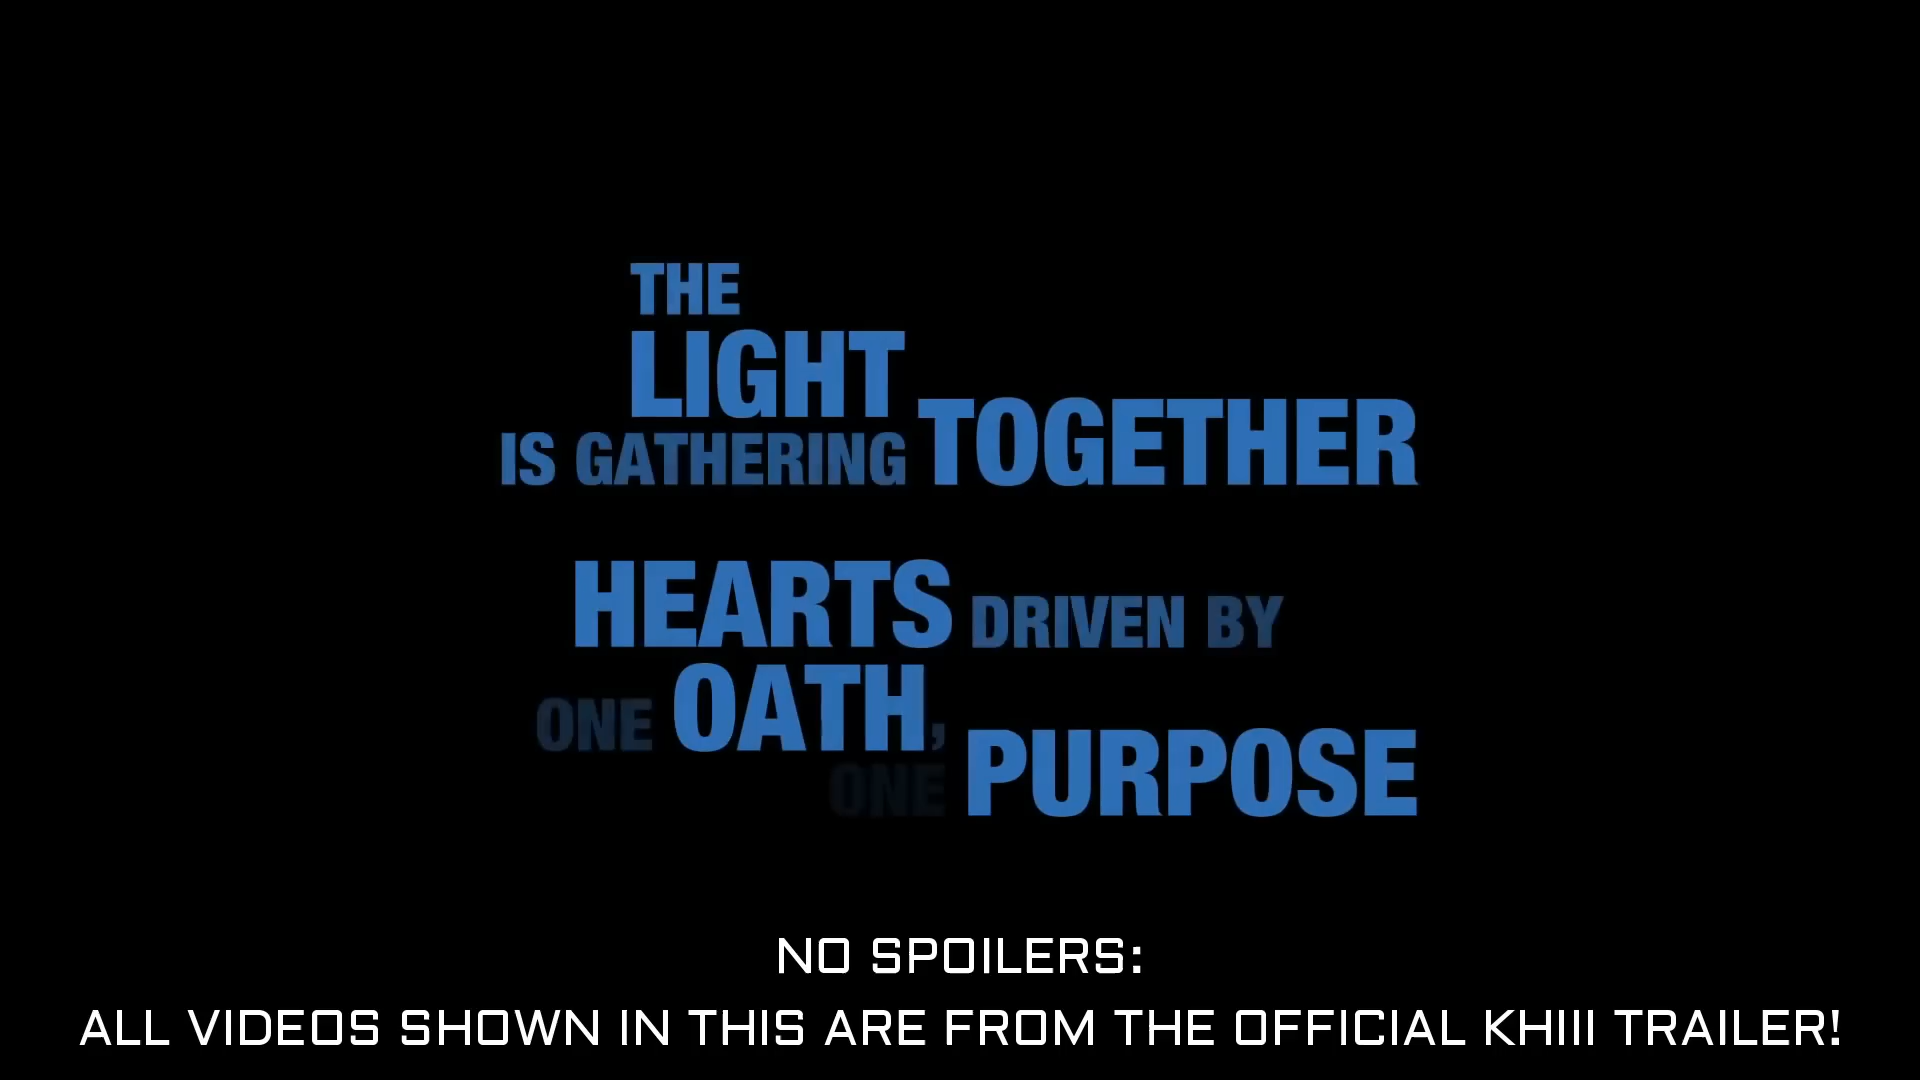 THE
LIGHT
IS GATHERING TOGETHER
HEARTS DRIVEN BY
ONE OATH,
ONE PURPOSE
NO SPOILERS:
ALL VIDEOS SHOWN IN THIS ARE FROM THE OFFICIAL KHIII TRAILER!